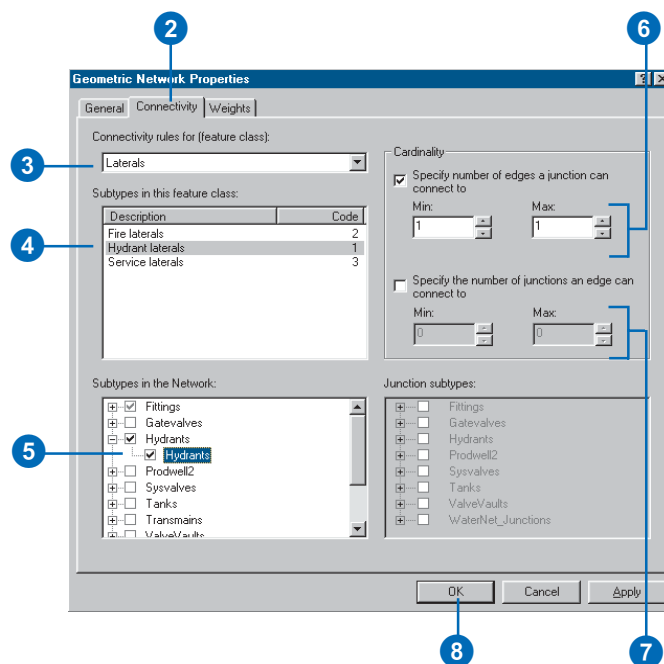 2
6
Geometric Network Properties
General Connectivity Weights
Connectivity rules for (feature class):
3
Laterals
Subtypes in this feature class:
Description Code
4
Fire laterals 2
Hydrant laterals 1
Service laterals 3
Cardinality
Specify number of edges a junction can
connect to
Min: Max:
1 1
Specify the number of junctions an edge can
connect to
Min: Max:
0 0
Subtypes in the Network:
Fittings
Gatevalves
Hydrants
5
Hydrants
Prodwell2
Sysvalves
Tanks
Transmains
ValveVaults
Junction subtypes:
Fittings
Gatevalves
Hydrants
Prodwell2
Sysvalves
Tanks
ValveVaults
WaterNet_Junctions
OK Cancel Apply
8
7